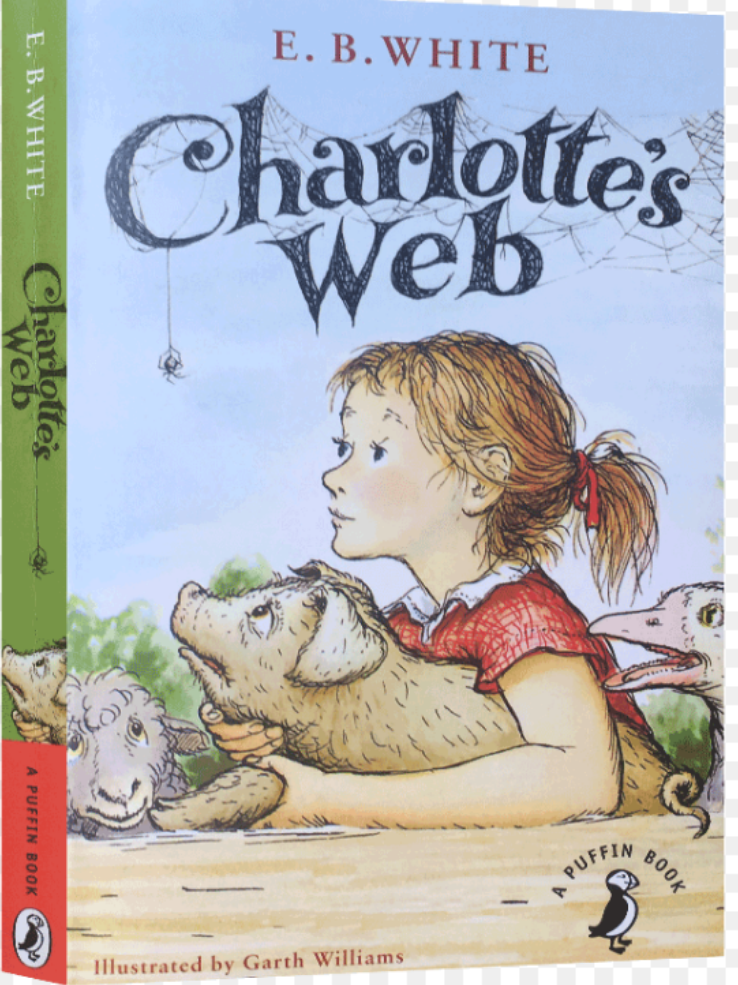 E. B. WHITE
Charlotte's
Web
A PUFFIN BOOK
Illustrated by Garth Williams
E. B. WHITE
Charlotte's
Web
A PUFFIN BOOK